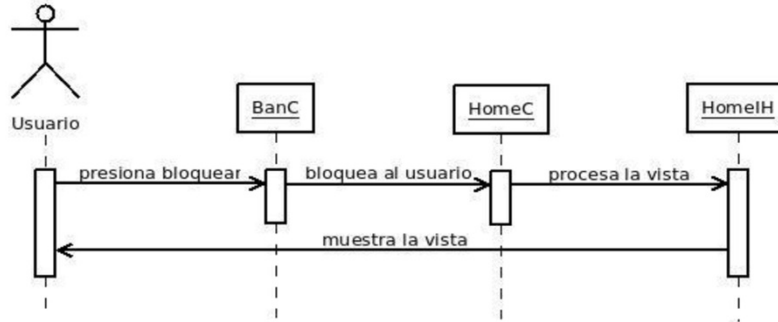 Usuario
BanC
HomeC
HomeIH
presiona bloquear
bloquea al usuario
procesa la vista
muestra la vista